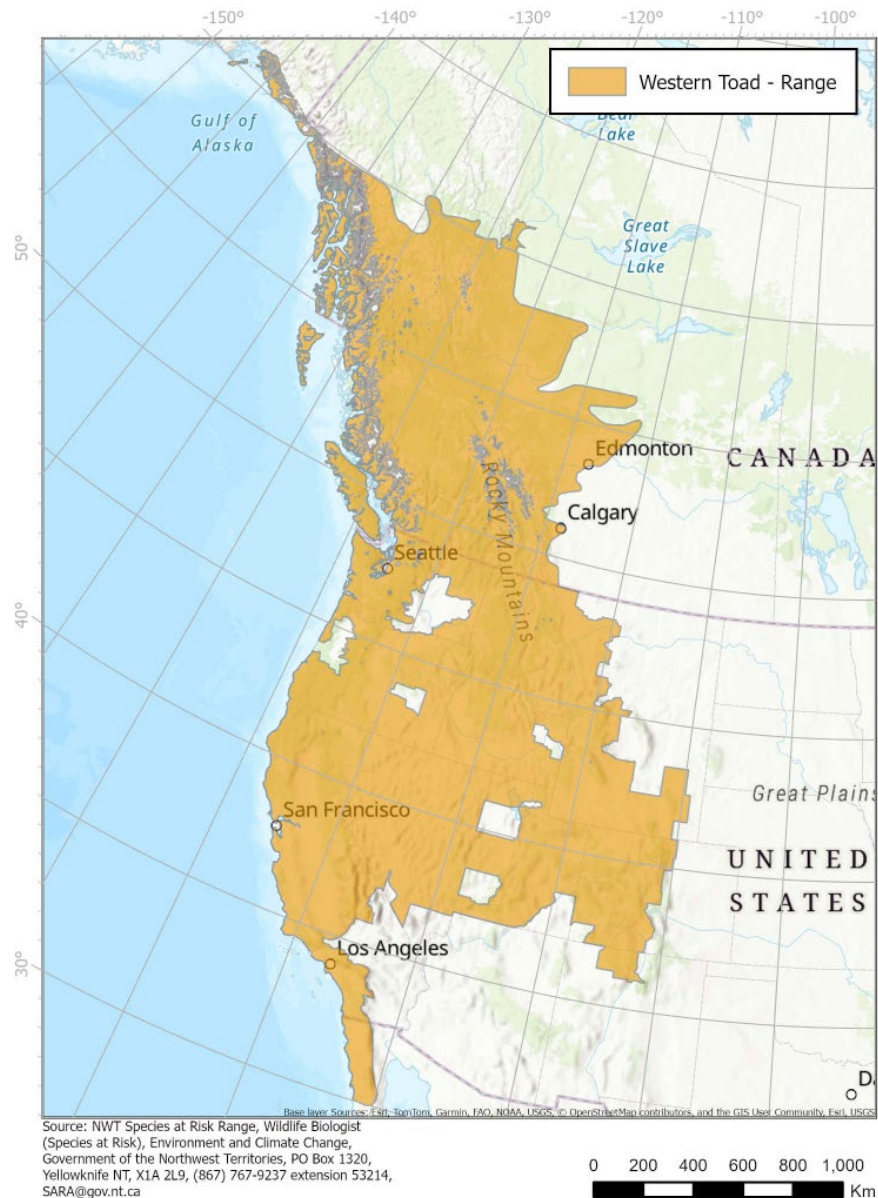 -150°
-140°
-130°
-120°
-110°
-100°
Western Toad - Range
Gulf of
Alaska
Bear
Lake
Great
Slave
Lake
50°
Edmonton
CANADA
Rocky Mountains
Calgary
Seattle
40°
Great Plains
San Francisco
UNITED
STATES
Los Angeles
30°
D
Base layer Sources: Esri, TomTom, Garmin, FAO, NOAA, USGS, © OpenStreetMap contributors, and the GIS User Community, Esri, USGS
Source: NWT Species at Risk Range, Wildlife Biologist
(Species at Risk), Environment and Climate Change,
Government of the Northwest Territories, PO Box 1320,
Yellowknife NT, X1A 2L9, (867) 767-9237 extension 53214,
SARA@gov.nt.ca
0 200 400 600 800 1,000
Km